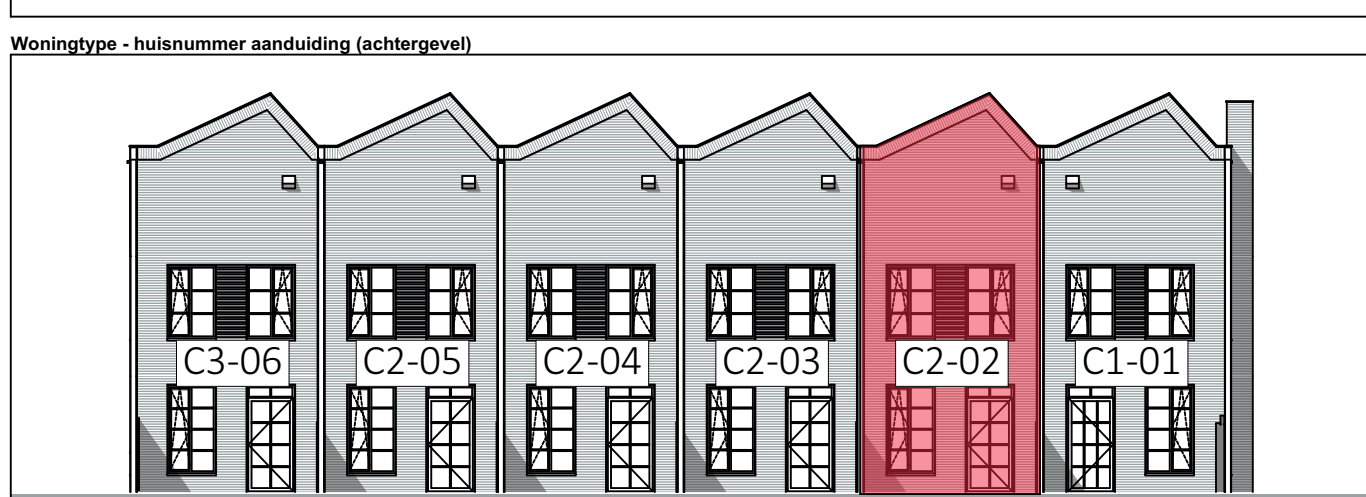 Woningtype - huisnummer aanduiding (achtergevel)
C3-06 C2-05 C2-04 C2-03 C2-02 C1-01